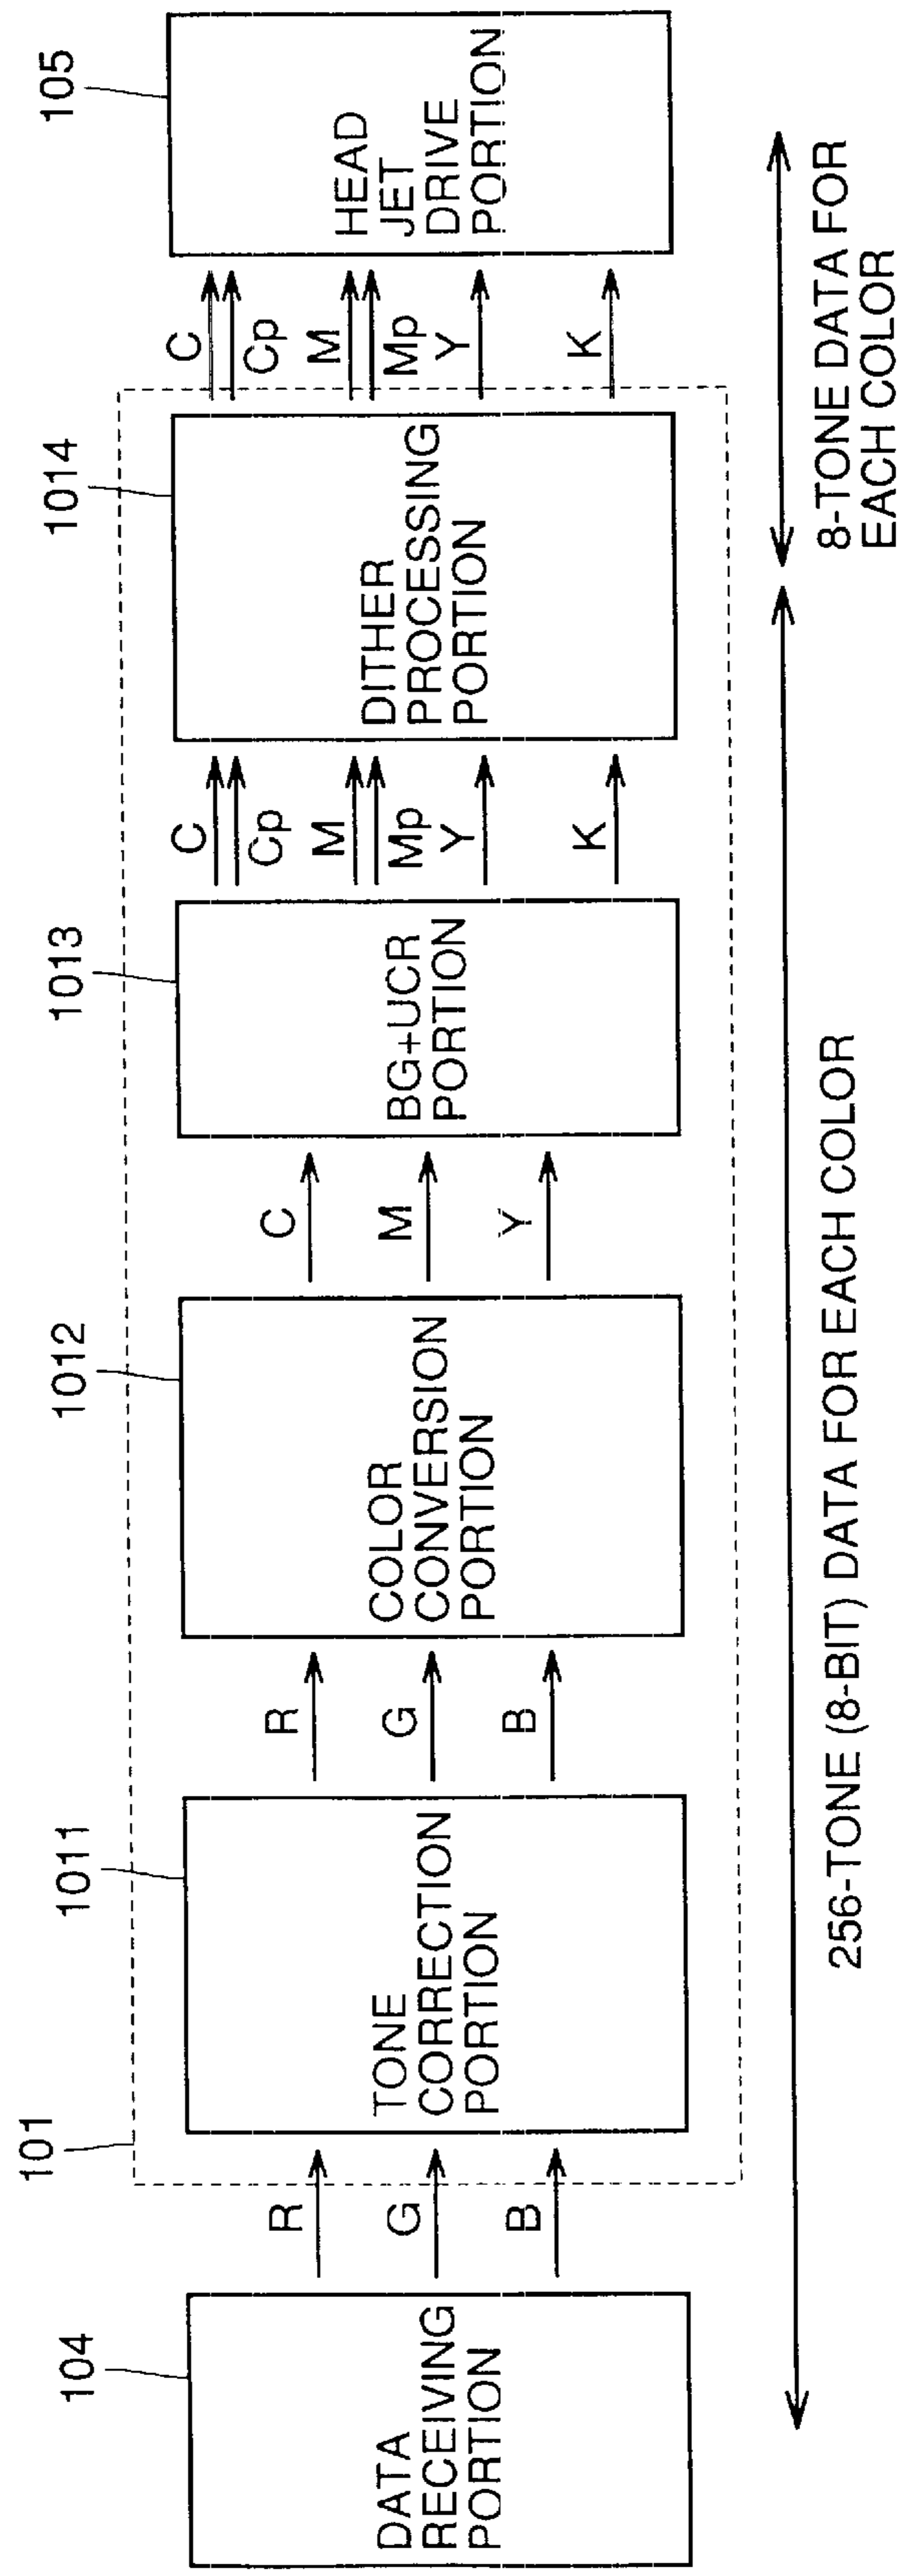 101
104
DATA
RECEIVING
PORTION
R
G
B
1011
TONE
CORRECTION
PORTION
R
G
B
1012
COLOR
CONVERSION
PORTION
C
M
Y
1013
BG+UCR
PORTION
C
Cp
M
Mp
Y
K
1014
DITHER
PROCESSING
PORTION
C
Cp
M
Mp
Y
K
105
HEAD
JET
DRIVE
PORTION
256-TONE (8-BIT) DATA FOR EACH COLOR
8-TONE DATA FOR
EACH COLOR